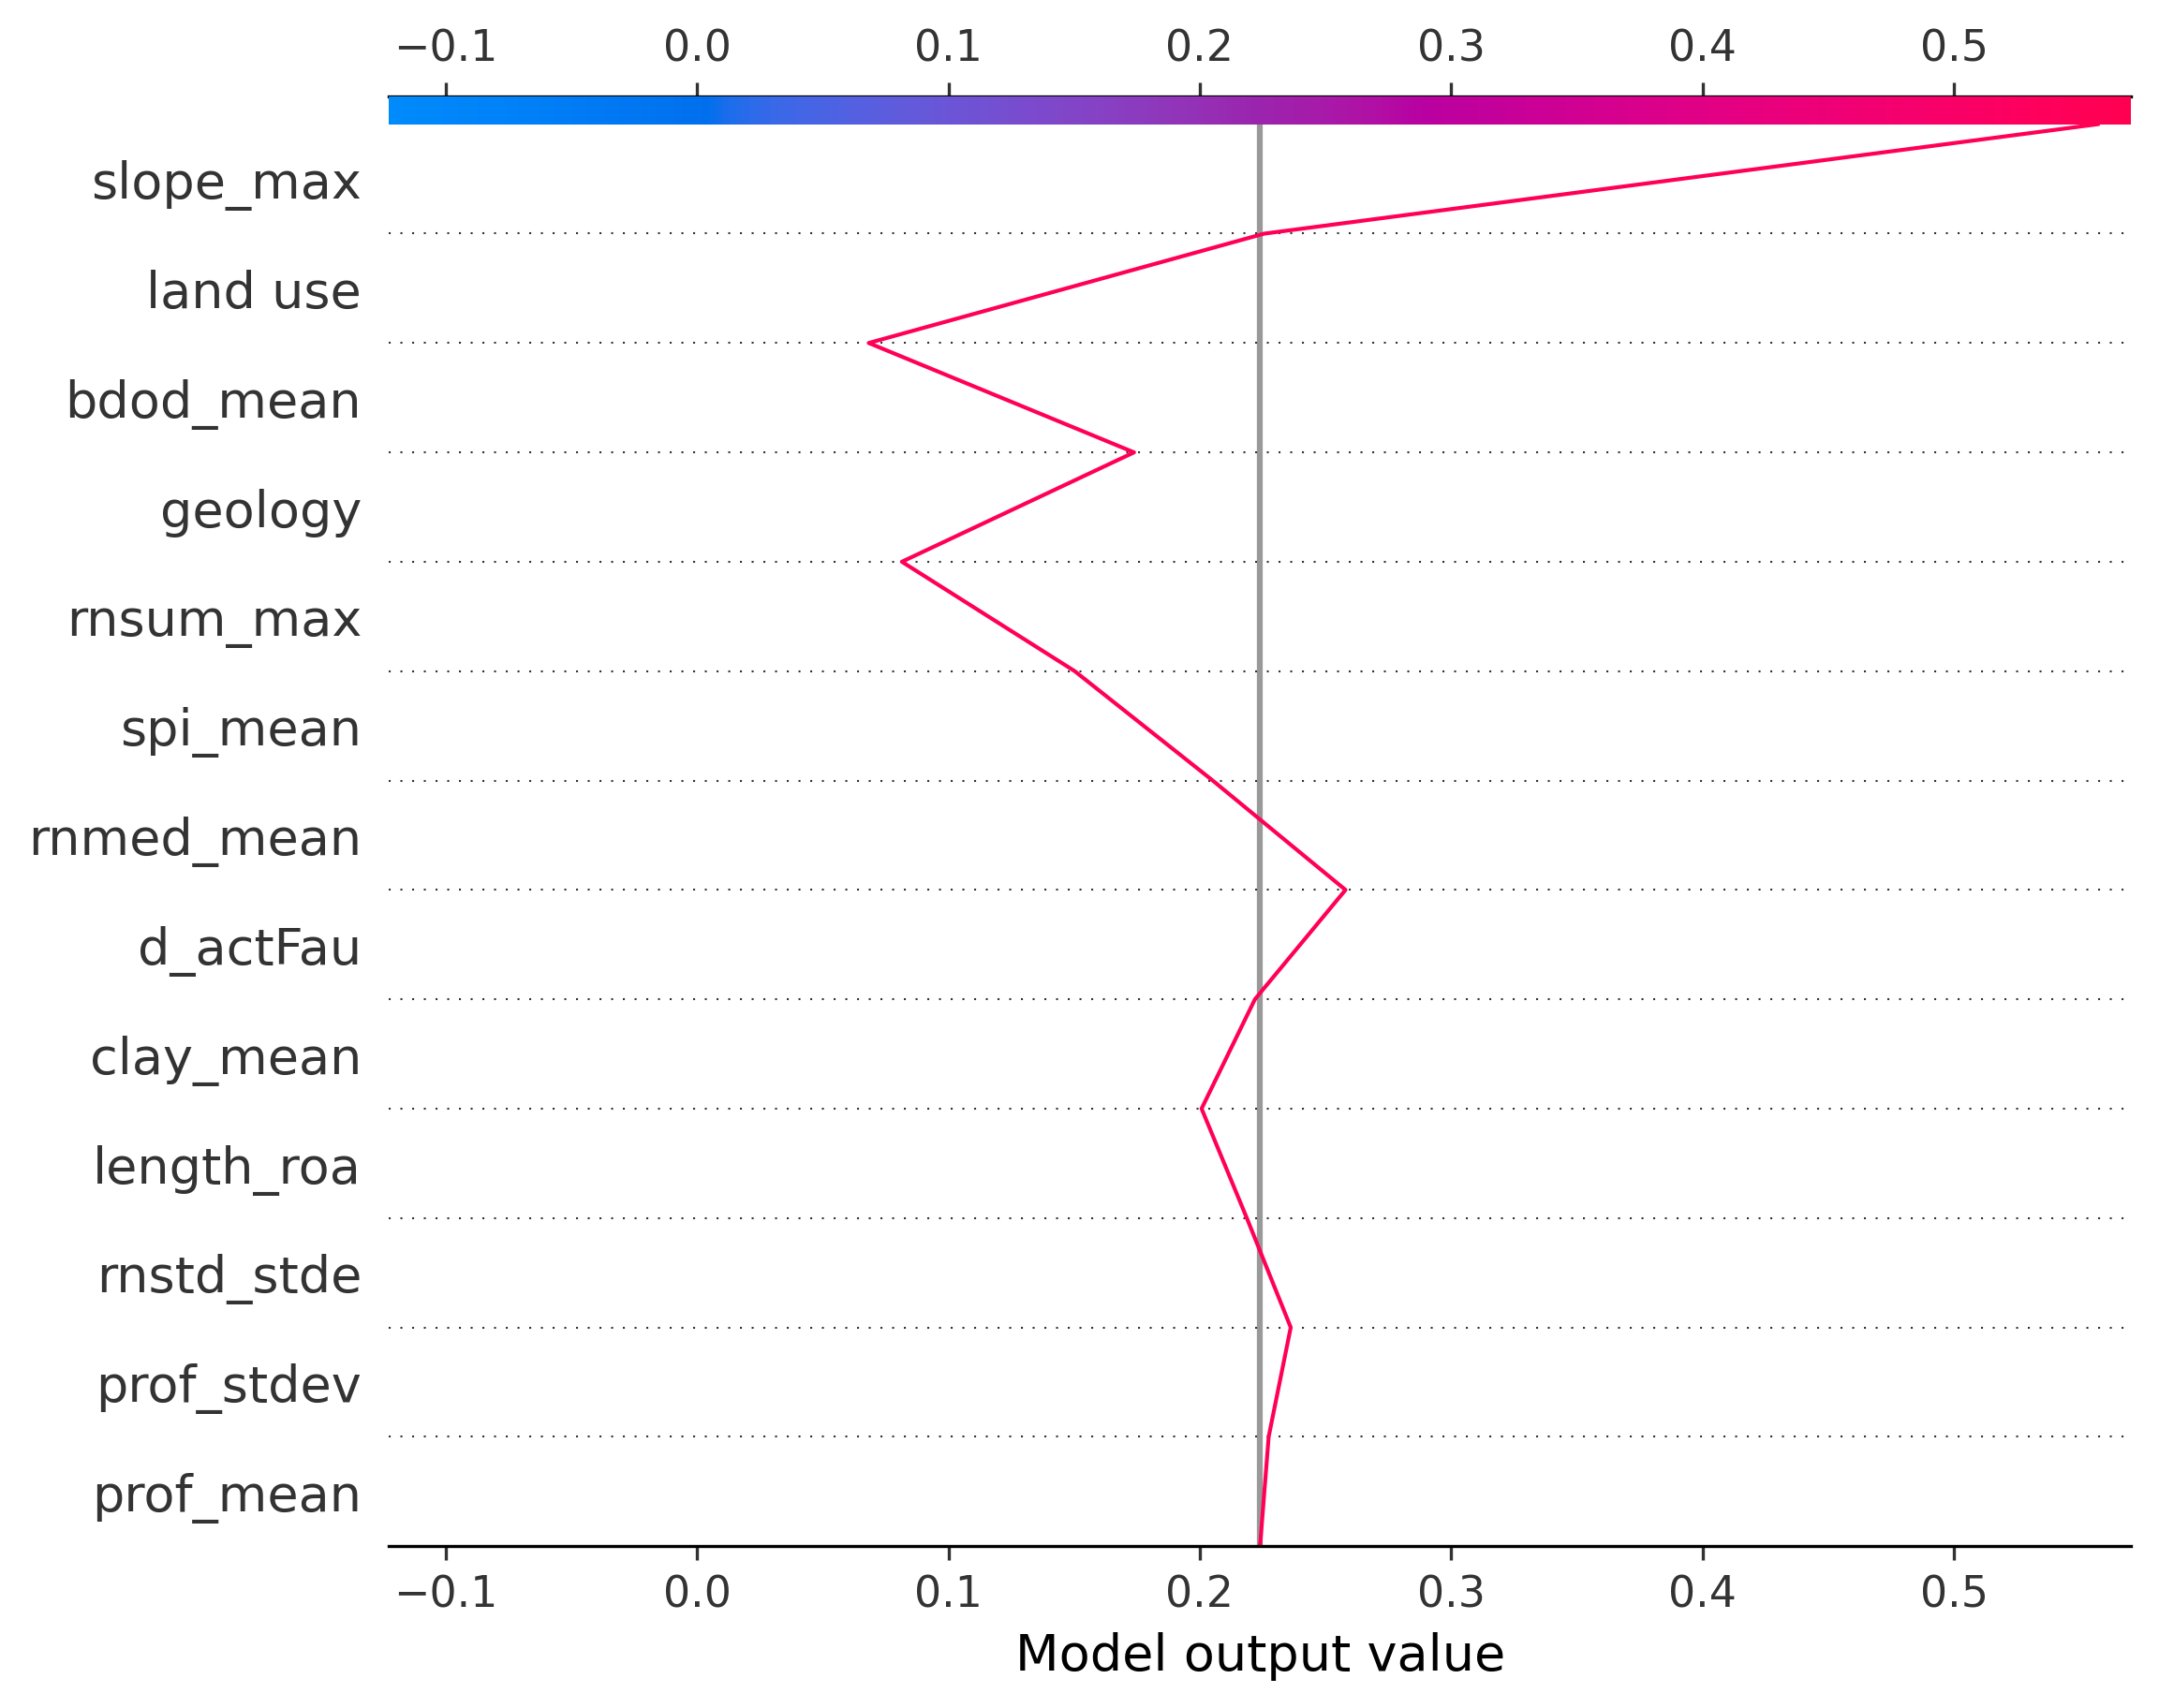 −0.1 0.0 0.1 0.2 0.3 0.4 0.5
slope_max
land use
bdod_mean
geology
rnsum_max
spi_mean
rnmed_mean
d_actFau
clay_mean
length_roa
rnstd_stde
prof_stdev
prof_mean
−0.1 0.0 0.1 0.2 0.3 0.4 0.5
Model output value